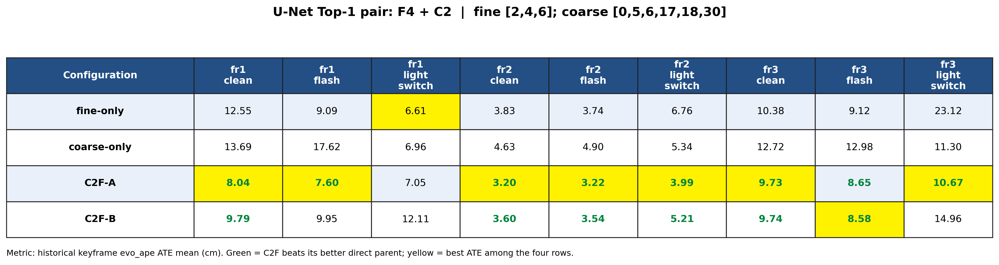 U-Net Top-1 pair: F4 + C2 | fine [2,4,6]; coarse [0,5,6,17,18,30]
Configuration fr1 clean fr1 flash fr1 light switch fr2 clean fr2 flash fr2 light switch fr3 clean fr3 flash fr3 light switch
fine-only 12.55 9.09 6.61 3.83 3.74 6.76 10.38 9.12 23.12
coarse-only 13.69 17.62 6.96 4.63 4.90 5.34 12.72 12.98 11.30
C2F-A 8.04 7.60 7.05 3.20 3.22 3.99 9.73 8.65 10.67
C2F-B 9.79 9.95 12.11 3.60 3.54 5.21 9.74 8.58 14.96
Metric: historical keyframe evo_ape ATE mean (cm). Green = C2F beats its better direct parent; yellow = best ATE among the four rows.